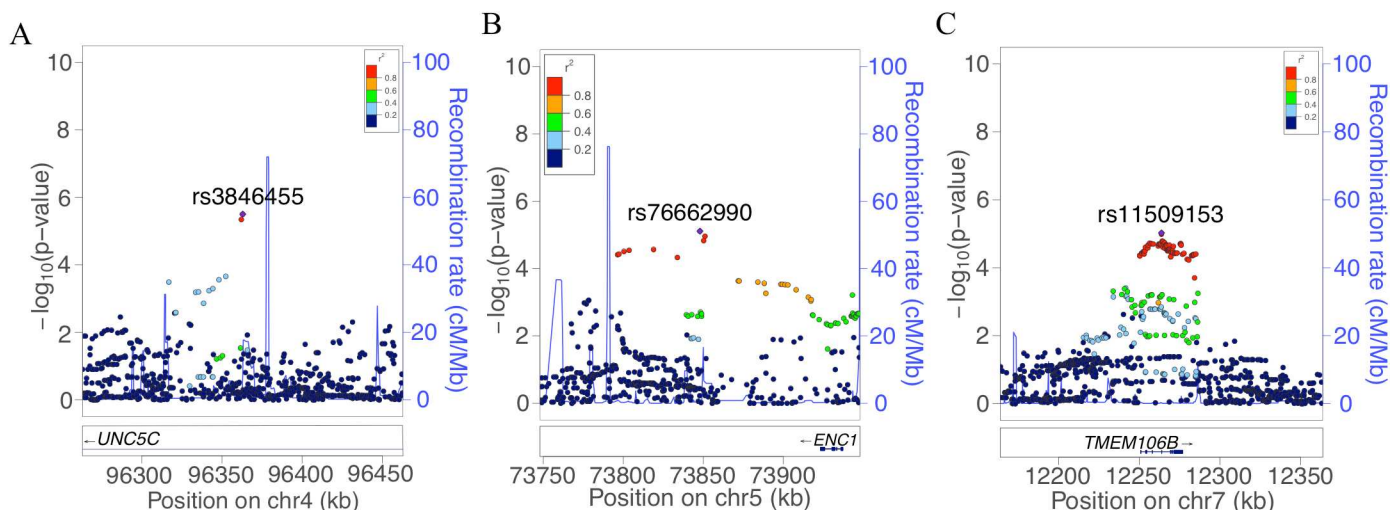 A
−log10(p−value)
10
8
6
4
2
0
rs3846455
r²
0.8
0.6
0.4
0.2
100
80
60
40
20
0
Recombination rate (cM/Mb)
←UNC5C
96300 96350 96400 96450
Position on chr4 (kb)
B
−log10(p−value)
10
8
6
4
2
0
r²
0.8
0.6
0.4
0.2
rs76662990
100
80
60
40
20
0
Recombination rate (cM/Mb)
←ENC1
73750 73800 73850 73900
Position on chr5 (kb)
C
−log10(p−value)
10
8
6
4
2
0
rs11509153
r²
0.8
0.6
0.4
0.2
100
80
60
40
20
0
Recombination rate (cM/Mb)
TMEM106B→
12200 12250 12300 12350
Position on chr7 (kb)